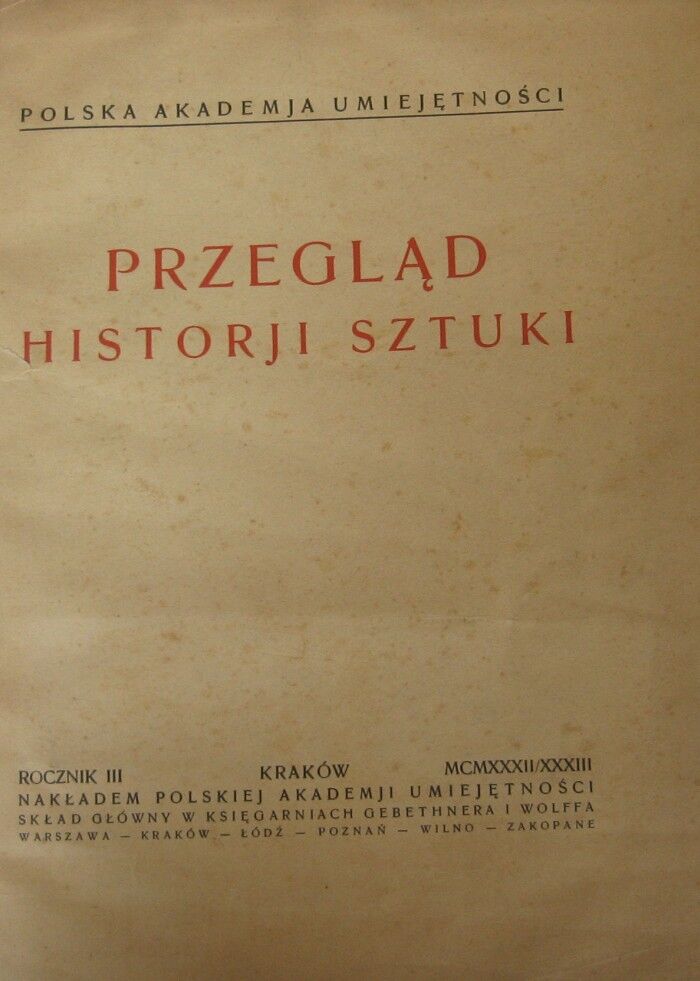 POLSKA AKADEMJA UMIEJĘTNOŚCI
PRZEGLĄD
HISTORJI SZTUKI
ROCZNIK III KRAKÓW MCMXXXII/XXXIII
NAKŁADEM POLSKIEJ AKADEMJI UMIEJĘTNOŚCI
SKŁAD GŁÓWNY W KSIĘGARNIACH GEBETHNERA I WOLFFA
WARSZAWA — KRAKÓW — ŁÓDŹ — POZNAŃ — WILNO — ZAKOPANE